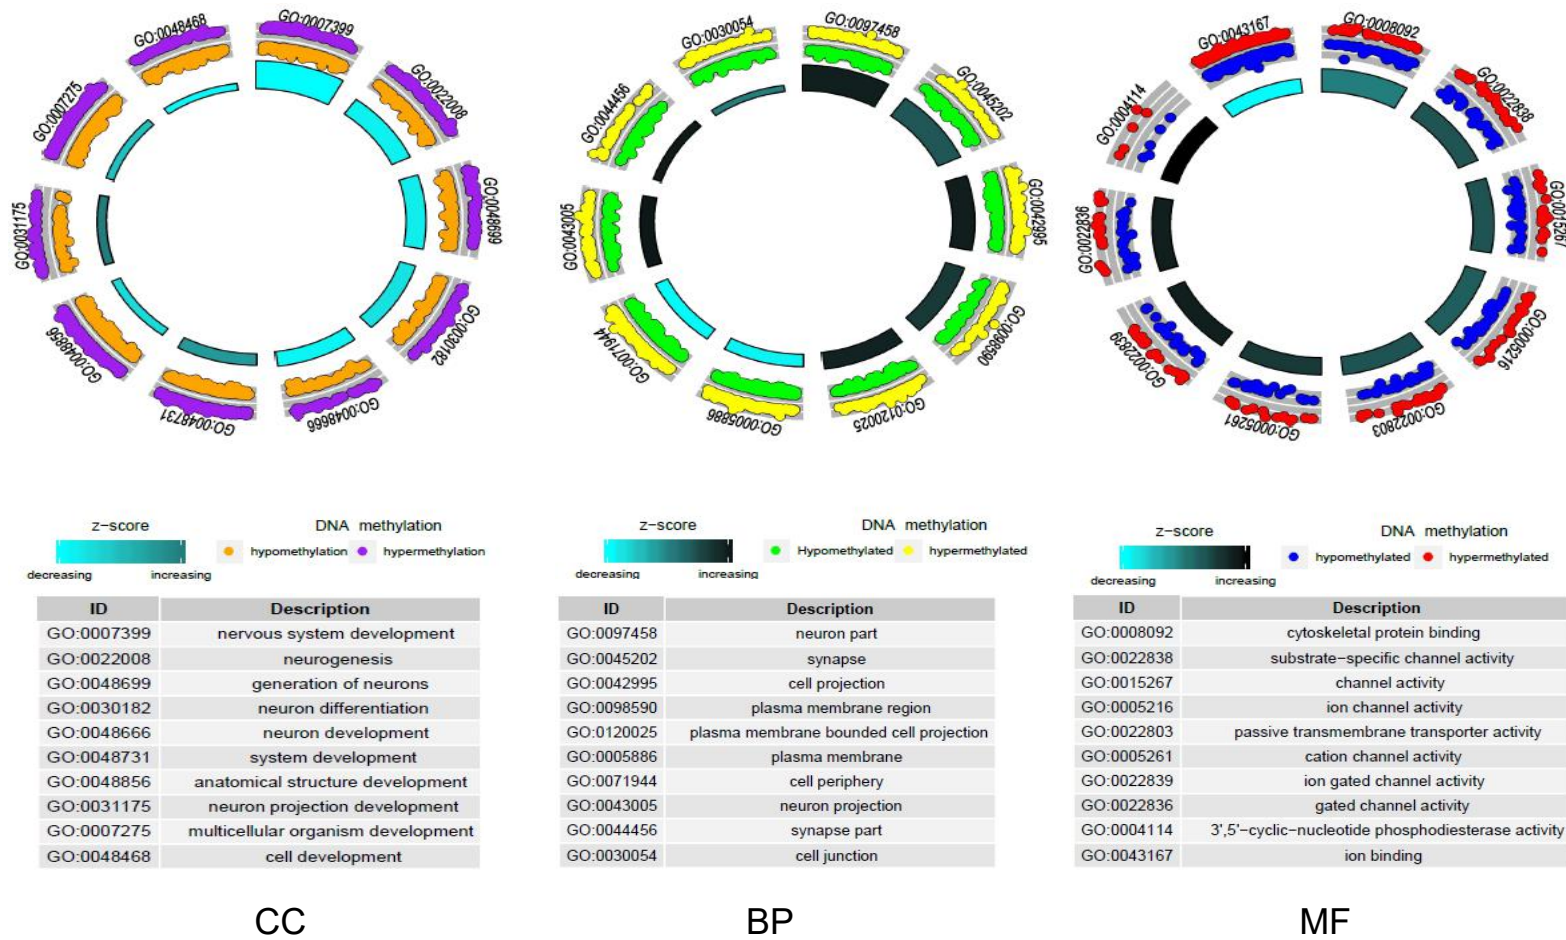 GO:0048468
GO:0007399
GO:0022008
GO:0048699
GO:0030182
GO:0048666
GO:0048731
GO:0048856
GO:0031175
GO:0007275
z-score
DNA methylation
decreasing
increasing
hypomethylation
hypermethylation
ID Description
GO:0007399 nervous system development
GO:0022008 neurogenesis
GO:0048699 generation of neurons
GO:0030182 neuron differentiation
GO:0048666 neuron development
GO:0048731 system development
GO:0048856 anatomical structure development
GO:0031175 neuron projection development
GO:0007275 multicellular organism development
GO:0048468 cell development
CC
GO:0030054
GO:0097458
GO:0045202
GO:0042995
GO:0098590
GO:0120025
GO:0005886
GO:0071944
GO:0043005
GO:0044456
z-score
DNA methylation
decreasing
increasing
Hypomethylated
hypermethylated
ID Description
GO:0097458 neuron part
GO:0045202 synapse
GO:0042995 cell projection
GO:0098590 plasma membrane region
GO:0120025 plasma membrane bounded cell projection
GO:0005886 plasma membrane
GO:0071944 cell periphery
GO:0043005 neuron projection
GO:0044456 synapse part
GO:0030054 cell junction
BP
GO:0043167
GO:0008092
GO:0022838
GO:0015267
GO:0005216
GO:0022803
GO:0005261
GO:0022839
GO:0022836
GO:0004114
z-score
DNA methylation
decreasing
increasing
hypomethylated
hypermethylated
ID Description
GO:0008092 cytoskeletal protein binding
GO:0022838 substrate-specific channel activity
GO:0015267 channel activity
GO:0005216 ion channel activity
GO:0022803 passive transmembrane transporter activity
GO:0005261 cation channel activity
GO:0022839 ion gated channel activity
GO:0022836 gated channel activity
GO:0004114 3',5'-cyclic-nucleotide phosphodiesterase activity
GO:0043167 ion binding
MF